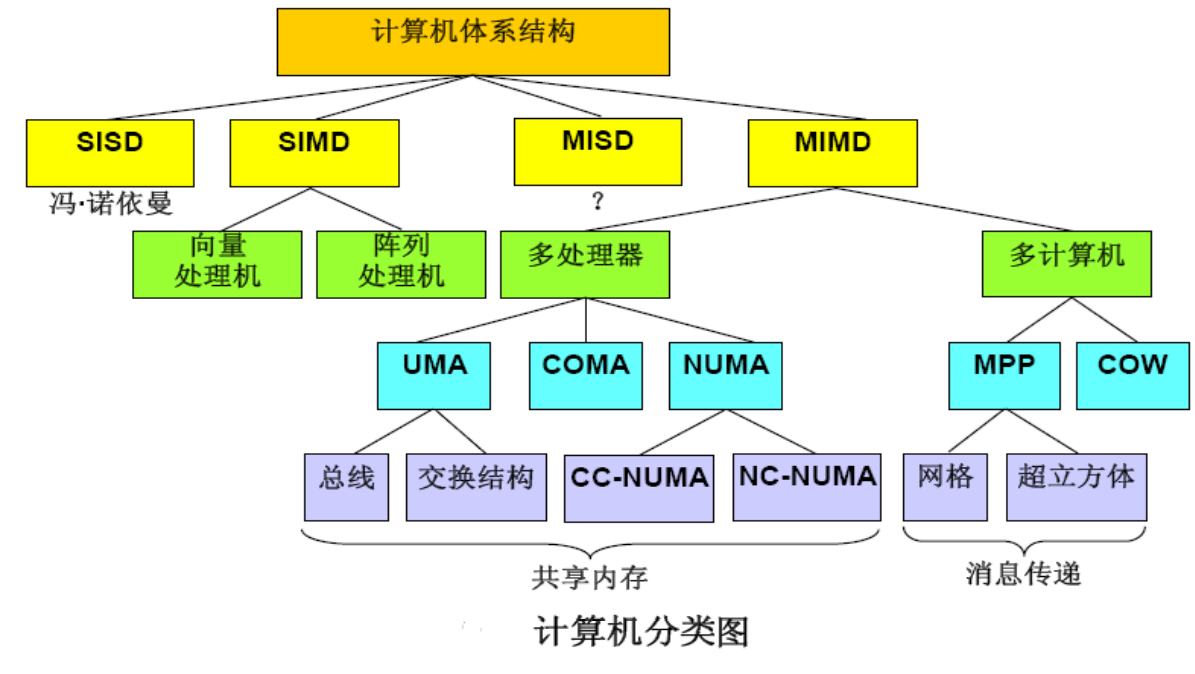 计算机体系结构
SISD
SIMD
MISD
MIMD
冯·诺依曼
?
向量
处理机
阵列
处理机
多处理器
多计算机
UMA
COMA
NUMA
MPP
COW
总线
交换结构
CC-NUMA
NC-NUMA
网格
超立方体
共享内存
消息传递
计算机分类图